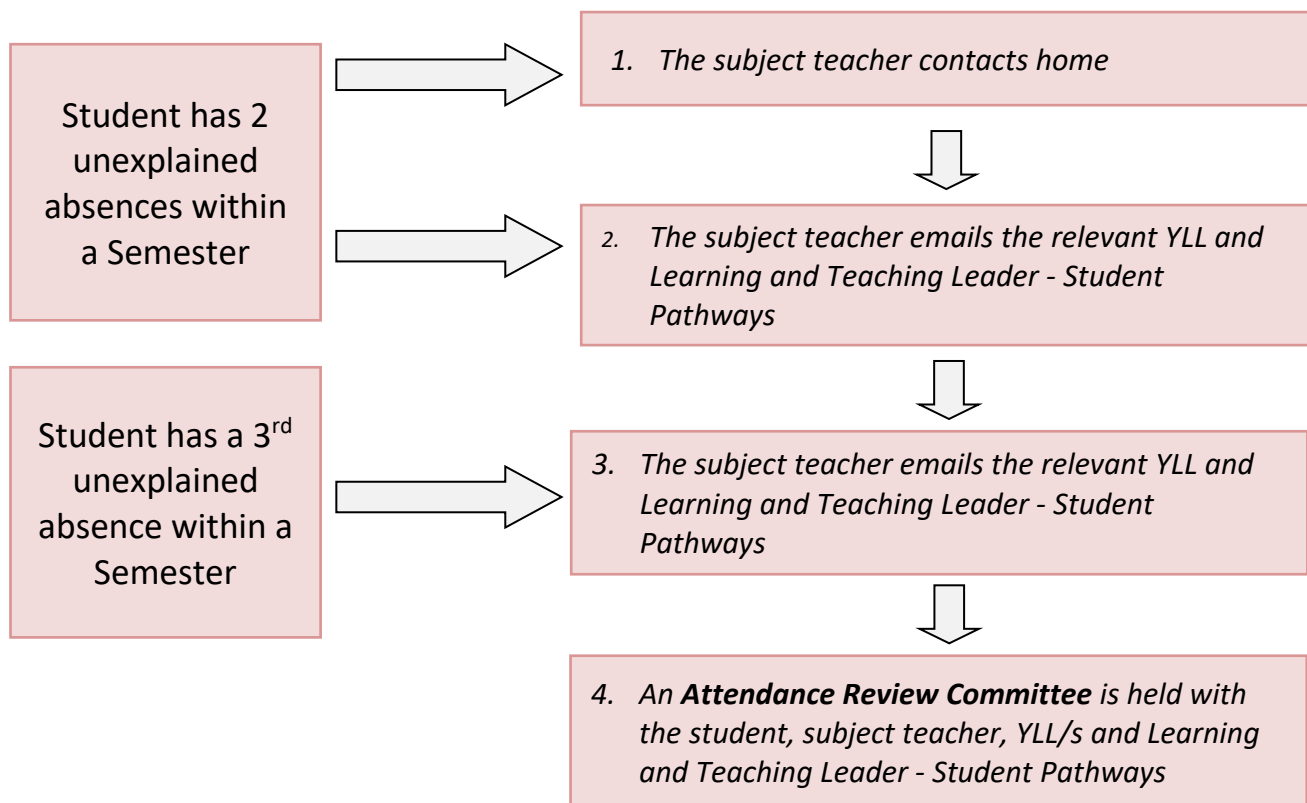 Student has 2
unexplained
absences within
a Semester
1. The subject teacher contacts home
2. The subject teacher emails the relevant YLL and
Learning and Teaching Leader - Student
Pathways
Student has a 3rd
unexplained
absence within a
Semester
3. The subject teacher emails the relevant YLL and
Learning and Teaching Leader - Student
Pathways
4. An Attendance Review Committee is held with
the student, subject teacher, YLL/s and Learning
and Teaching Leader - Student Pathways